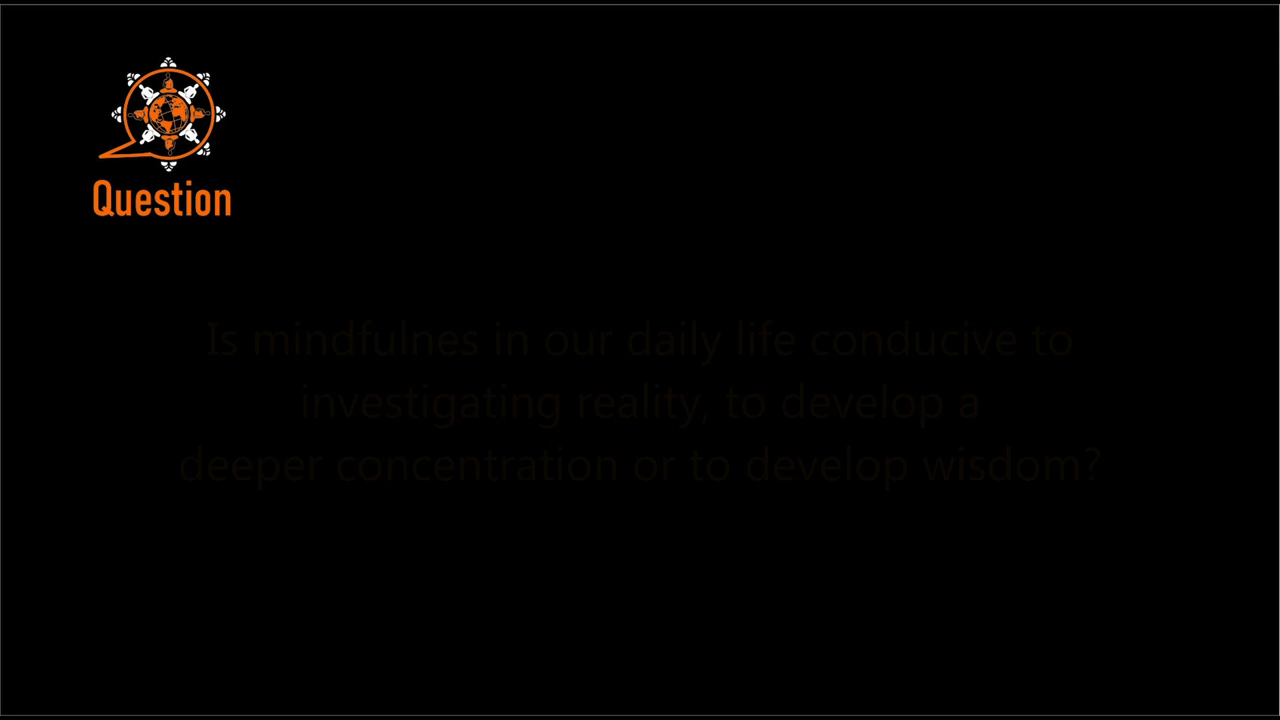 Question
Is mindfulnes in our daily life conducive to
investigating reality, to develop a
deeper concentration or to develop wisdom?